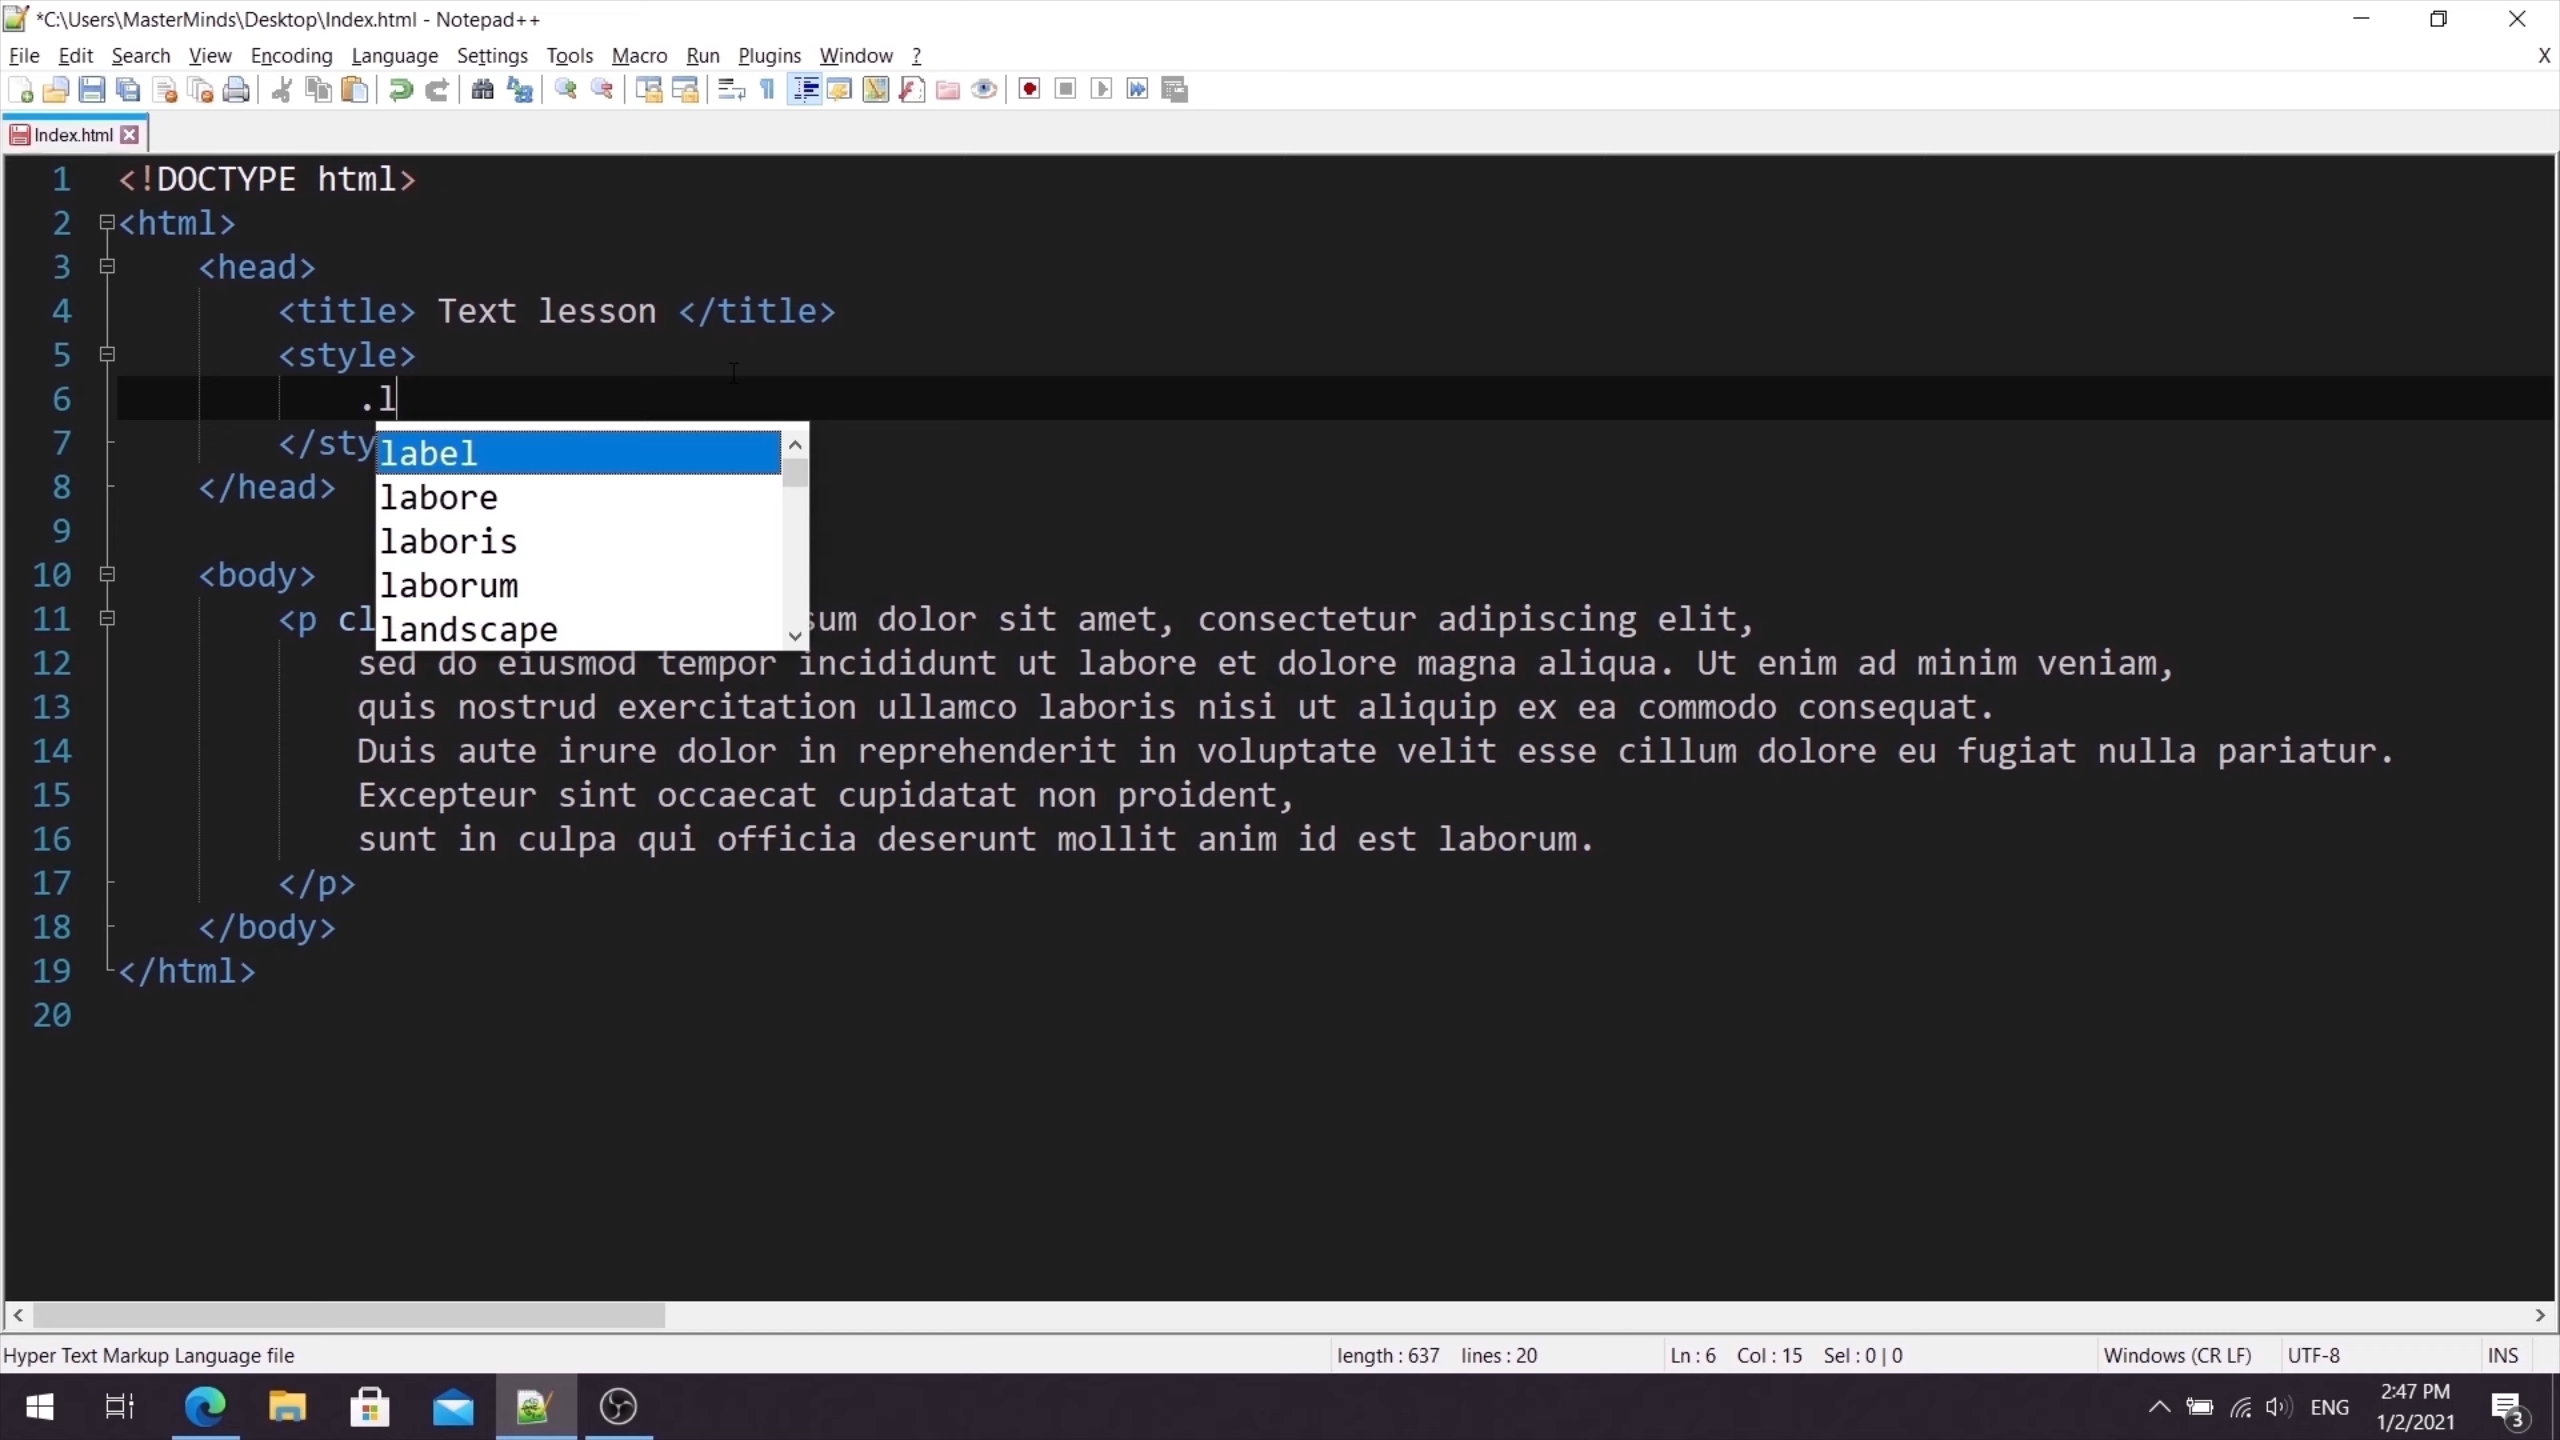 *C:\Users\MasterMinds\Desktop\Index.html - Notepad++
File Edit Search View Encoding Language Settings Tools Macro Run Plugins Window ? X
Index.html
1 <!DOCTYPE html>
2 <html>
3 <head>
4 <title> Text lesson </title>
5 <style>
6 .l
7 </sty
label
8 </head>
labore
9
laboris
10 <body>
laborum
11 <p cl sum dolor sit amet, consectetur adipiscing elit,
landscape
12 sed do eiusmod tempor incididunt ut labore et dolore magna aliqua. Ut enim ad minim veniam,
13 quis nostrud exercitation ullamco laboris nisi ut aliquip ex ea commodo consequat.
14 Duis aute irure dolor in reprehenderit in voluptate velit esse cillum dolore eu fugiat nulla pariatur.
15 Excepteur sint occaecat cupidatat non proident,
16 sunt in culpa qui officia deserunt mollit anim id est laborum.
17 </p>
18 </body>
19 </html>
20
Hyper Text Markup Language file length : 637 lines : 20 Ln : 6 Col : 15 Sel : 0 | 0 Windows (CR LF) UTF-8 INS
ENG
2:47 PM
1/2/2021
3